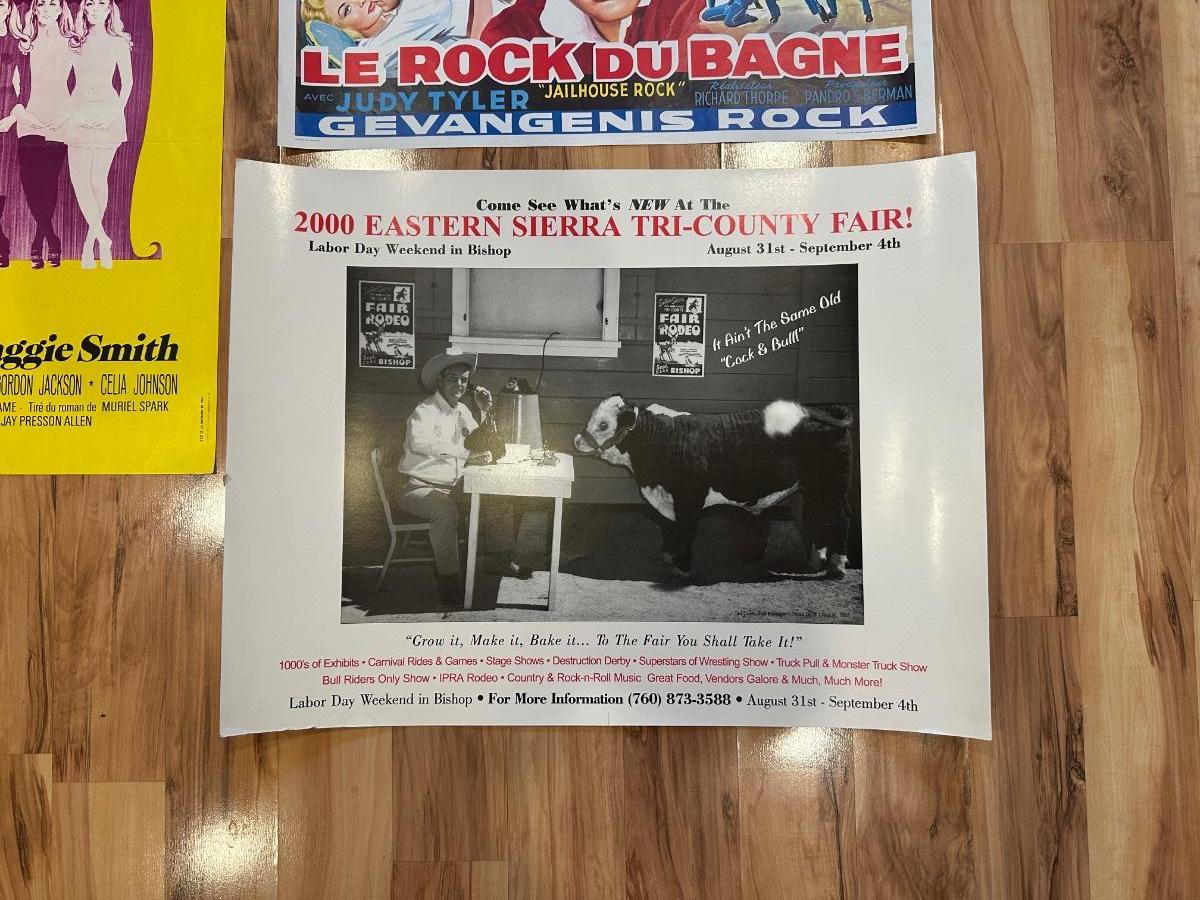 LE ROCK DU BAGNE
AVEC JUDY TYLER "JAILHOUSE ROCK" Réalisateur RICHARD THORPE Producteur PANDRO S. BERMAN
GEVANGENIS ROCK
ggie Smith
GORDON JACKSON * CELIA JOHNSON
AME - Tiré du roman de MURIEL SPARK
JAY PRESSON ALLEN
Come See What's NEW At The
2000 EASTERN SIERRA TRI-COUNTY FAIR!
Labor Day Weekend in Bishop August 31st - September 4th
FAIR
RODEO
BISHOP
FAIR
RODEO
BISHOP
It Ain't The Same Old
"Cock & Bull!"
"Grow it, Make it, Bake it... To The Fair You Shall Take It!"
1000's of Exhibits • Carnival Rides & Games • Stage Shows • Destruction Derby • Superstars of Wrestling Show • Truck Pull & Monster Truck Show
Bull Riders Only Show • IPRA Rodeo • Country & Rock-n-Roll Music Great Food, Vendors Galore & Much, Much More!
Labor Day Weekend in Bishop • For More Information (760) 873-3588 • August 31st - September 4th